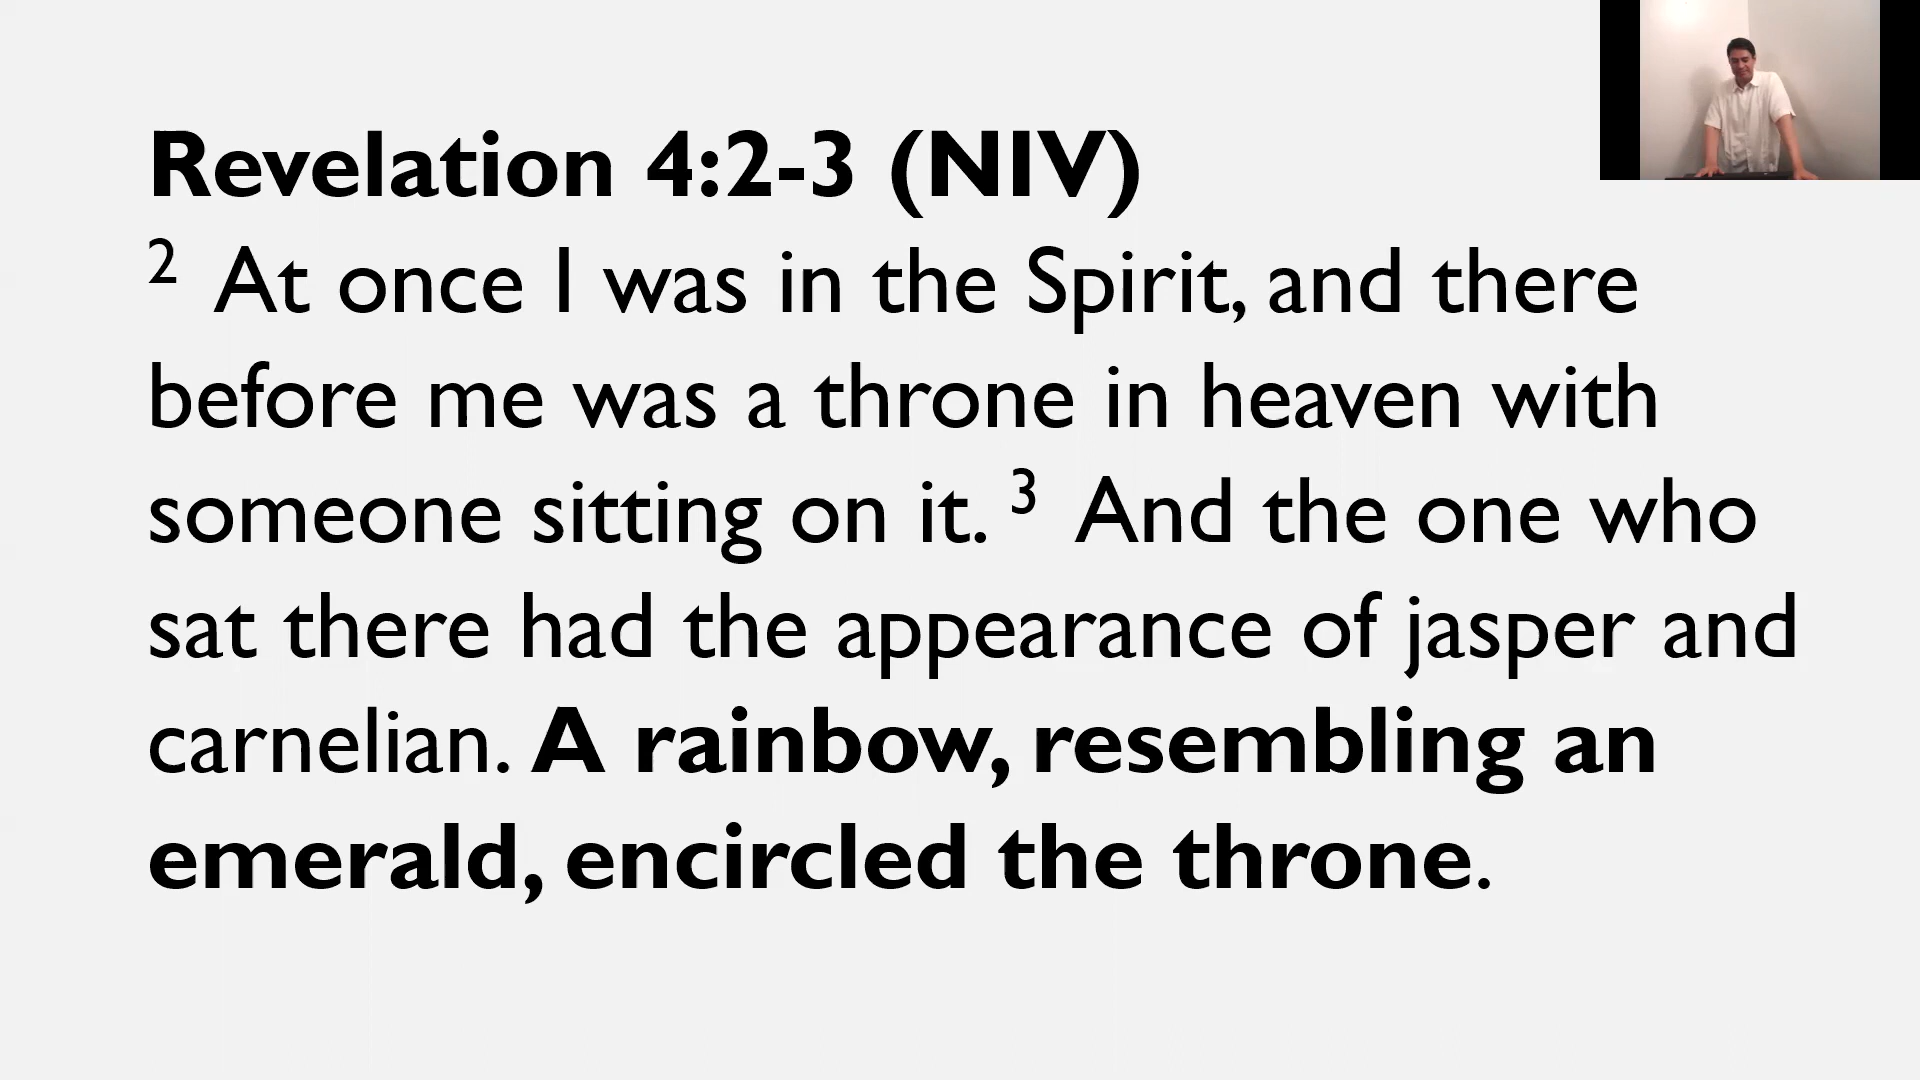 Revelation 4:2-3 (NIV)
2 At once I was in the Spirit, and there
before me was a throne in heaven with
someone sitting on it. 3 And the one who
sat there had the appearance of jasper and
carnelian. A rainbow, resembling an
emerald, encircled the throne.